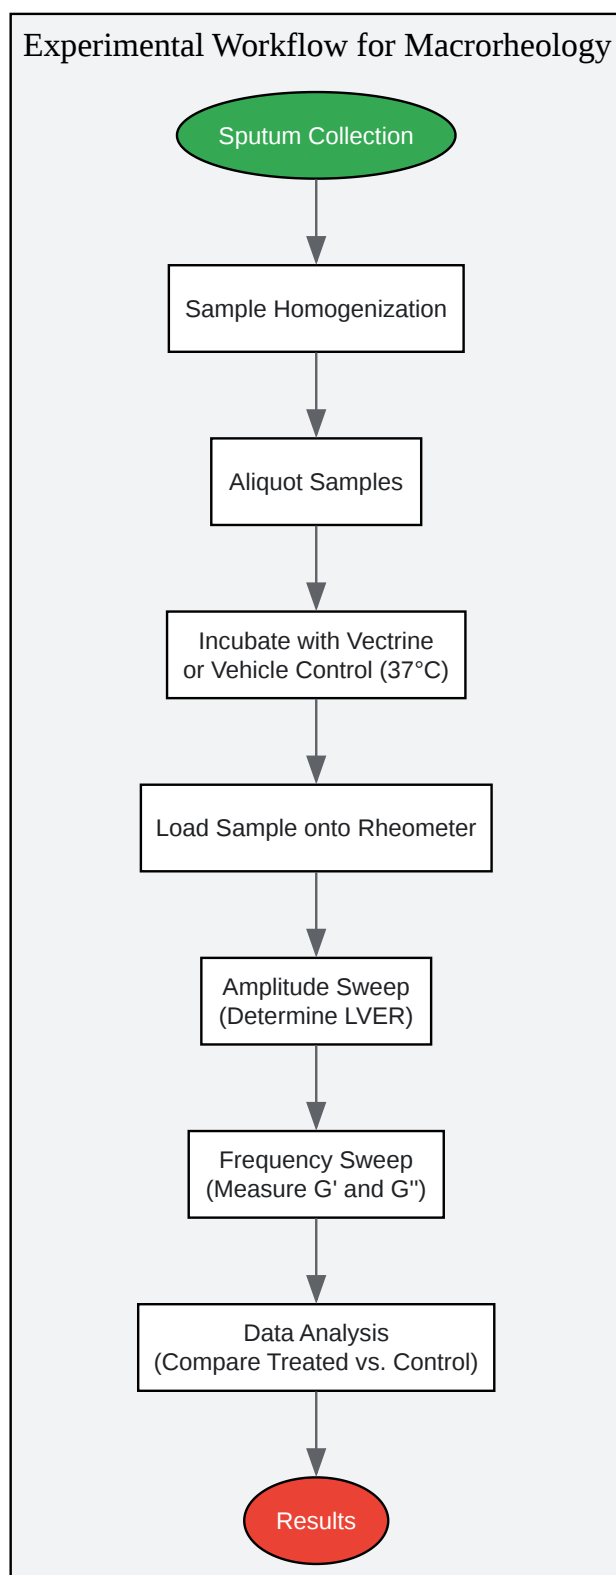 Experimental Workflow for Macrorheology
Sputum Collection
Sample Homogenization
Aliquot Samples
Incubate with Vectrine
or Vehicle Control (37°C)
Load Sample onto Rheometer
Amplitude Sweep
(Determine LVER)
Frequency Sweep
(Measure G' and G'')
Data Analysis
(Compare Treated vs. Control)
Results